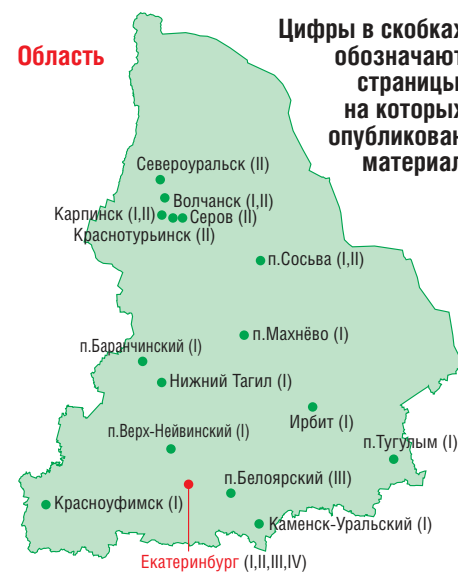 Область
Цифры в скобках
обозначают
страницы
на которых
опубликован
материал
Североуральск (II)
Волчанск (I,II)
Карпинск (I,II)
Серов (II)
Краснотурьинск (II)
п.Сосьва (I,II)
п.Махнёво (I)
п.Баранчинский (I)
Нижний Тагил (I)
Ирбит (I)
п.Верх-Нейвинский (I)
п.Тугулым (I)
п.Белоярский (III)
Красноуфимск (I)
Каменск-Уральский (I)
Екатеринбург (I,II,III,IV)